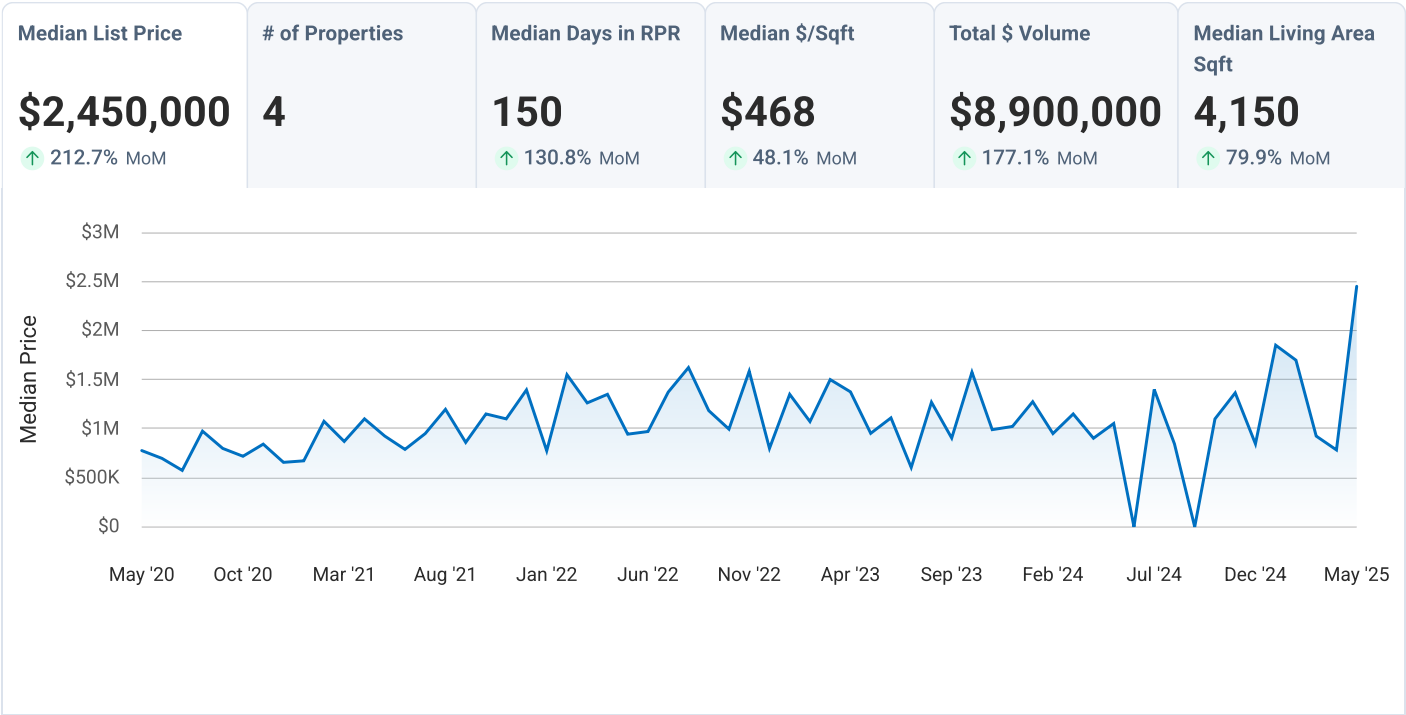 Median List Price
$2,450,000
212.7% MoM
# of Properties
4
Median Days in RPR
150
130.8% MoM
Median $/Sqft
$468
48.1% MoM
Total $ Volume
$8,900,000
177.1% MoM
Median Living Area
Sqft
4,150
79.9% MoM
Median Price
$3M
$2.5M
$2M
$1.5M
$1M
$500K
$0
May '20 Oct '20 Mar '21 Aug '21 Jan '22 Jun '22 Nov '22 Apr '23 Sep '23 Feb '24 Jul '24 Dec '24 May '25